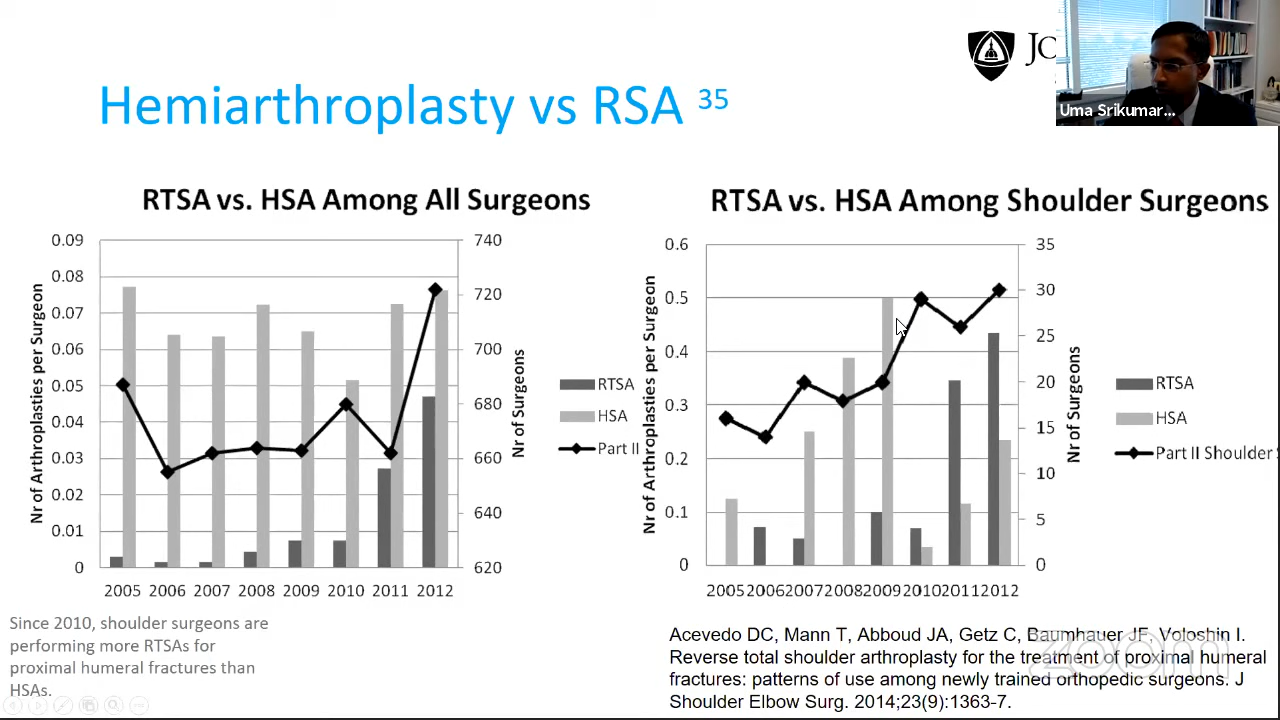 JC
Uma Srikumar...
Hemiarthroplasty vs RSA 35
RTSA vs. HSA Among All Surgeons
0.09
0.08
0.07
0.06
0.05
0.04
0.03
0.02
0.01
0
Nr of Arthroplasties per Surgeon
740
720
700
680
660
640
620
Nr of Surgeons
2005 2006 2007 2008 2009 2010 2011 2012
RTSA
HSA
Part II
RTSA vs. HSA Among Shoulder Surgeons
0.6
0.5
0.4
0.3
0.2
0.1
0
Nr of Arthroplasties per Surgeon
35
30
25
20
15
10
5
0
Nr of Surgeons
2005 2006 2007 2008 2009 2010 2011 2012
RTSA
HSA
Part II Shoulder S
Since 2010, shoulder surgeons are
performing more RTSAs for
proximal humeral fractures than
HSAs.
Acevedo DC, Mann T, Abboud JA, Getz C, Baumhauer JF, Voloshin I.
Reverse total shoulder arthroplasty for the treatment of proximal humeral
fractures: patterns of use among newly trained orthopedic surgeons. J
Shoulder Elbow Surg. 2014;23(9):1363-7.
zoom